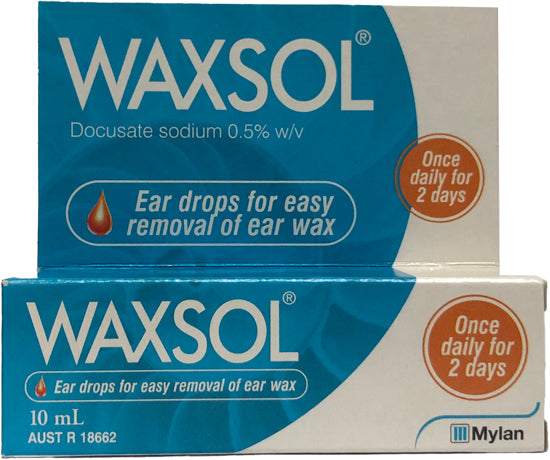 WAXSOL®
Docusate sodium 0.5% w/v
Ear drops for easy
removal of ear wax
Once
daily for
2 days
WAXSOL®
Ear drops for easy removal of ear wax
10 mL
AUST R 18662
Once
daily for
2 days
Mylan